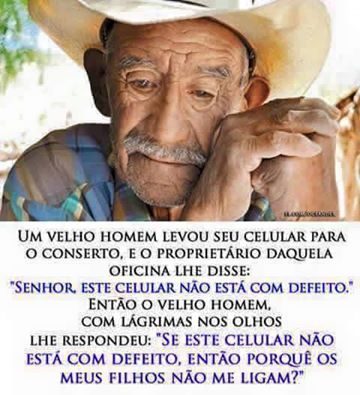 UM VELHO HOMEM LEVOU SEU CELULAR PARA
O CONSERTO, E O PROPRIETÁRIO DAQUELA
OFICINA LHE DISSE:
"SENHOR, ESTE CELULAR NÃO ESTÁ COM DEFEITO."
ENTÃO O VELHO HOMEM,
COM LÁGRIMAS NOS OLHOS
LHE RESPONDEU: "SE ESTE CELULAR NÃO
ESTÁ COM DEFEITO, ENTÃO PORQUÊ OS
MEUS FILHOS NÃO ME LIGAM?"